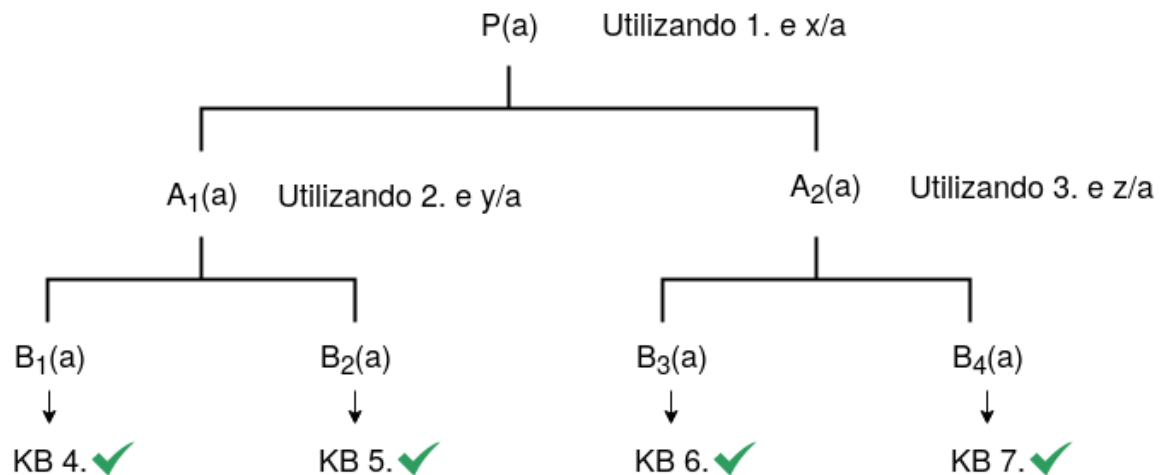 P(a) Utilizando 1. e x/a
A₁(a) Utilizando 2. e y/a A₂(a) Utilizando 3. e z/a
B₁(a) B₂(a) B₃(a) B₄(a)
KB 4. KB 5. KB 6. KB 7.